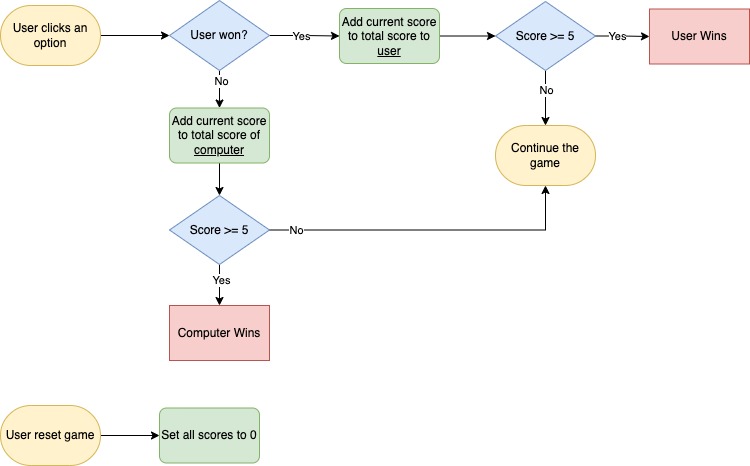 User clicks an
option
User won?
Yes
Add current score
to total score to
user
Score >= 5
Yes
User Wins
No
No
Add current score
to total score of
computer
Continue the
game
Score >= 5
No
Yes
Computer Wins
User reset game
Set all scores to 0